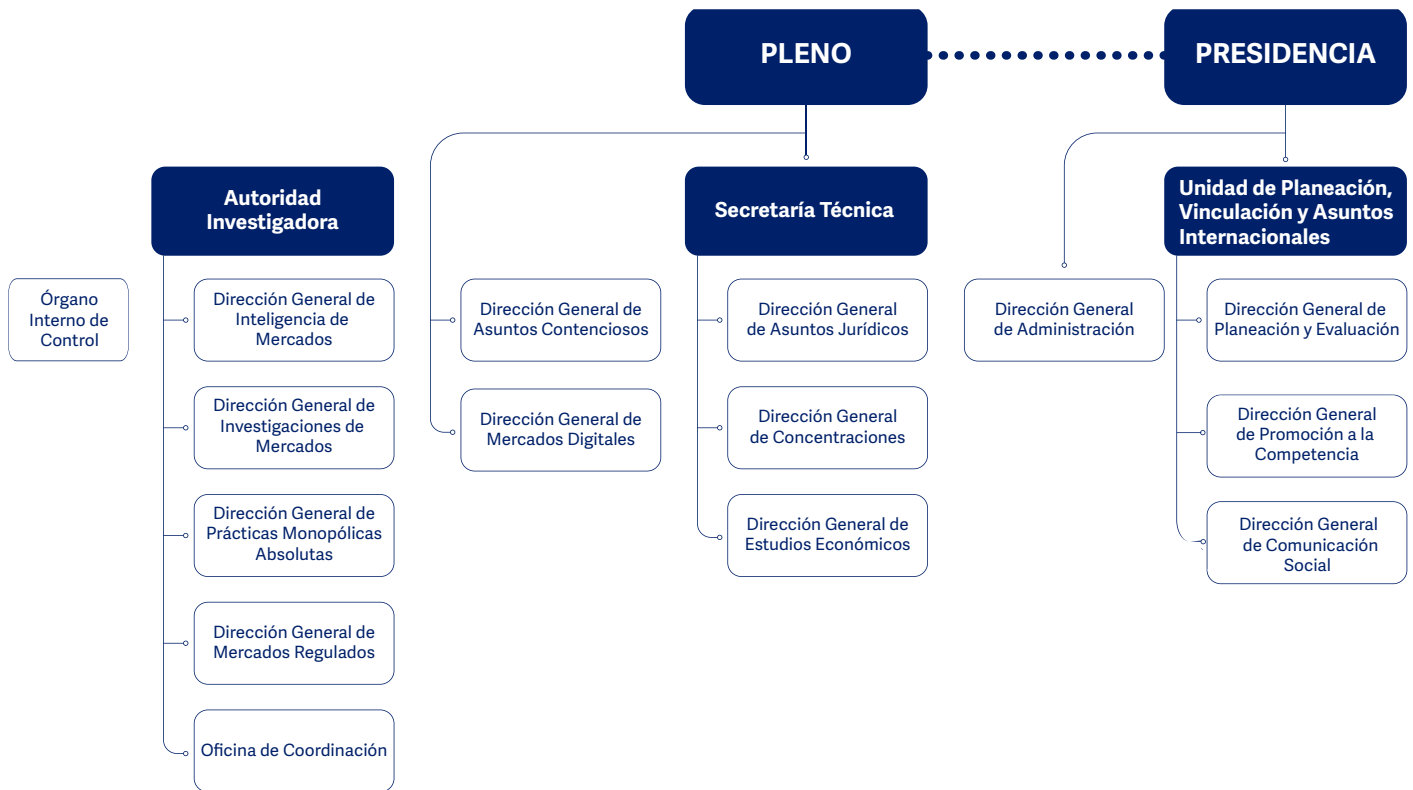 PLENO
PRESIDENCIA
Autoridad
Investigadora
Secretaría Técnica
Unidad de Planeación,
Vinculación y Asuntos
Internacionales
Órgano
Interno de
Control
Dirección General de
Inteligencia de
Mercados
Dirección General de
Investigaciones de
Mercados
Dirección General de
Prácticas Monopólicas
Absolutas
Dirección General de
Mercados Regulados
Oficina de Coordinación
Dirección General de
Asuntos Contenciosos
Dirección General de
Mercados Digitales
Dirección General
de Asuntos Jurídicos
Dirección General
de Concentraciones
Dirección General de
Estudios Económicos
Dirección General
de Administración
Dirección General de
Planeación y Evaluación
Dirección General
de Promoción a la
Competencia
Dirección General
de Comunicación
Social